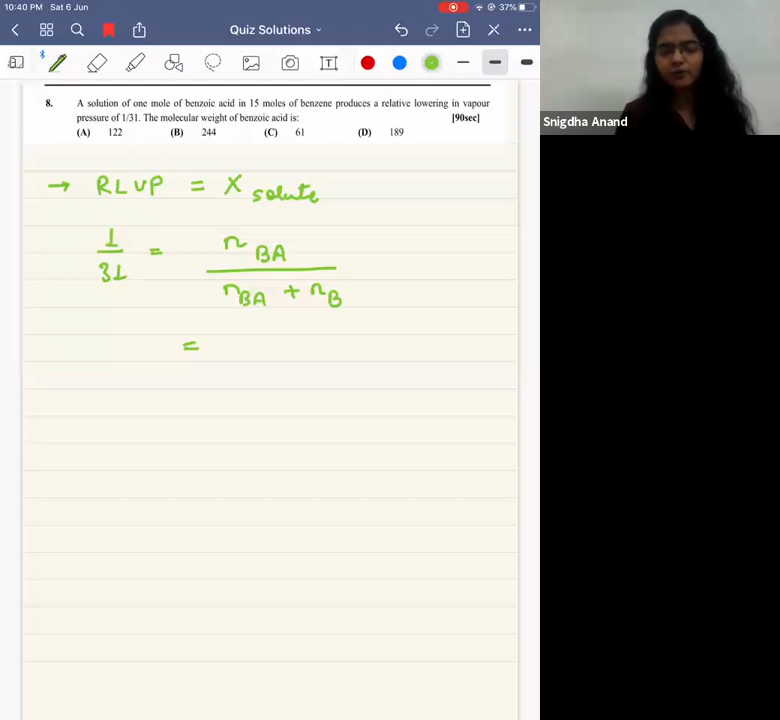 10:40 PM Sat 6 Jun
37%
Quiz Solutions
8. A solution of one mole of benzoic acid in 15 moles of benzene produces a relative lowering in vapour
pressure of 1/31. The molecular weight of benzoic acid is: [90sec]
(A) 122 (B) 244 (C) 61 (D) 189
Snigdha Anand
→ RLVP = X solute
1/31 = n BA / n BA + n B
=